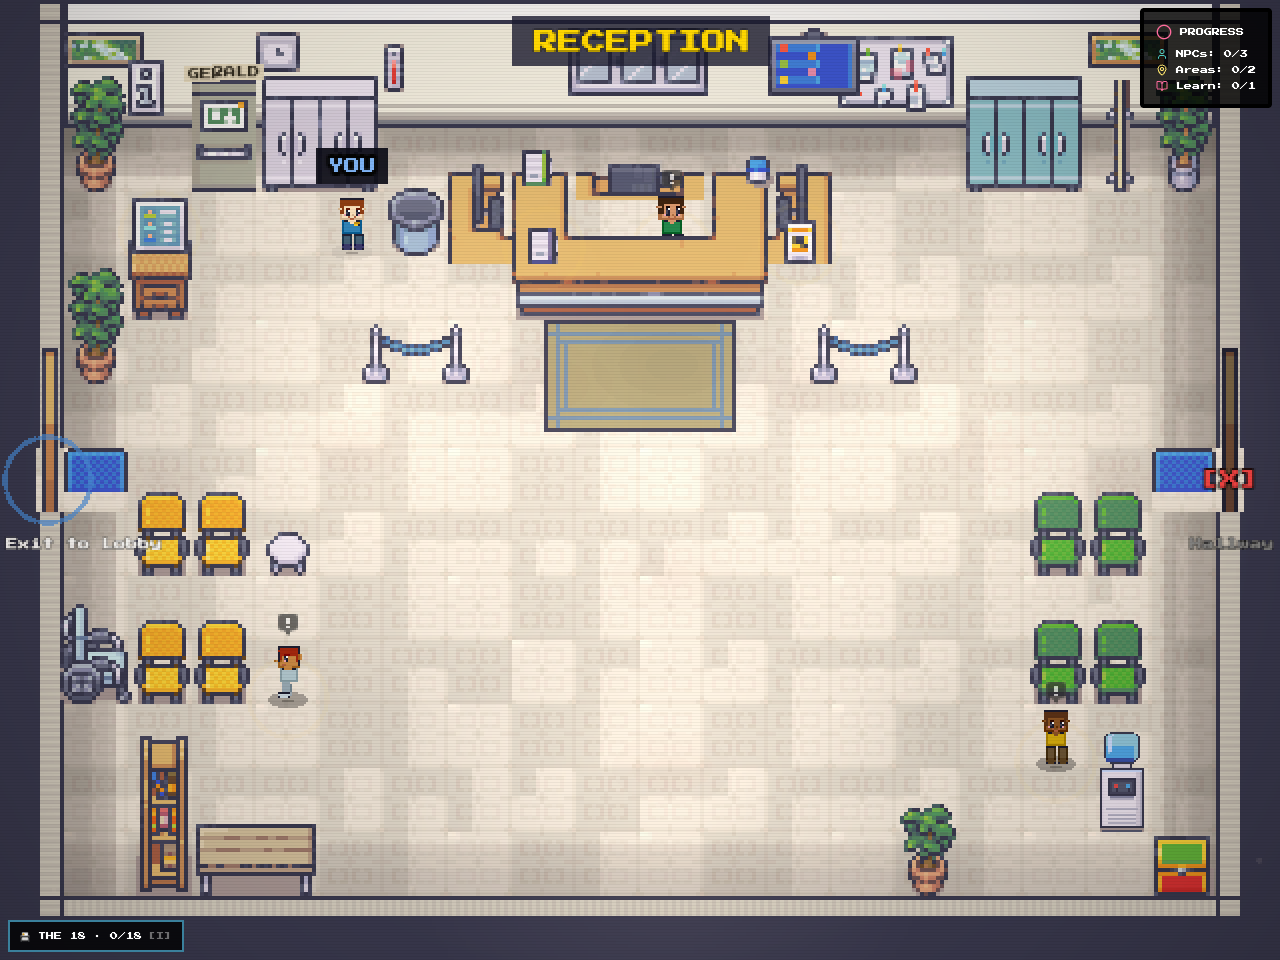 RECEPTION
PROGRESS
NPCs: 0/3
Areas: 0/2
Learn: 0/1
GERALD
YOU
[X]
Exit to Lobby
Hallway
THE 18 · 0/18 [I]